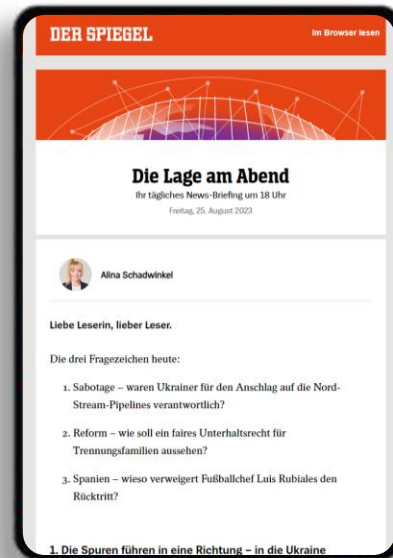 DER SPIEGEL
Im Browser lesen
Die Lage am Abend
Ihr tägliches News-Briefing um 18 Uhr
Freitag, 25. August 2023
Alina Schadwinkel
Liebe Leserin, lieber Leser.
Die drei Fragezeichen heute:
1. Sabotage – waren Ukrainer für den Anschlag auf die Nord-
Stream-Pipelines verantwortlich?
2. Reform – wie soll ein faires Unterhaltsrecht für
Trennungsfamilien aussehen?
3. Spanien – wieso verweigert Fußballchef Luis Rubiales den
Rücktritt?
1. Die Spuren führen in eine Richtung – in die Ukraine